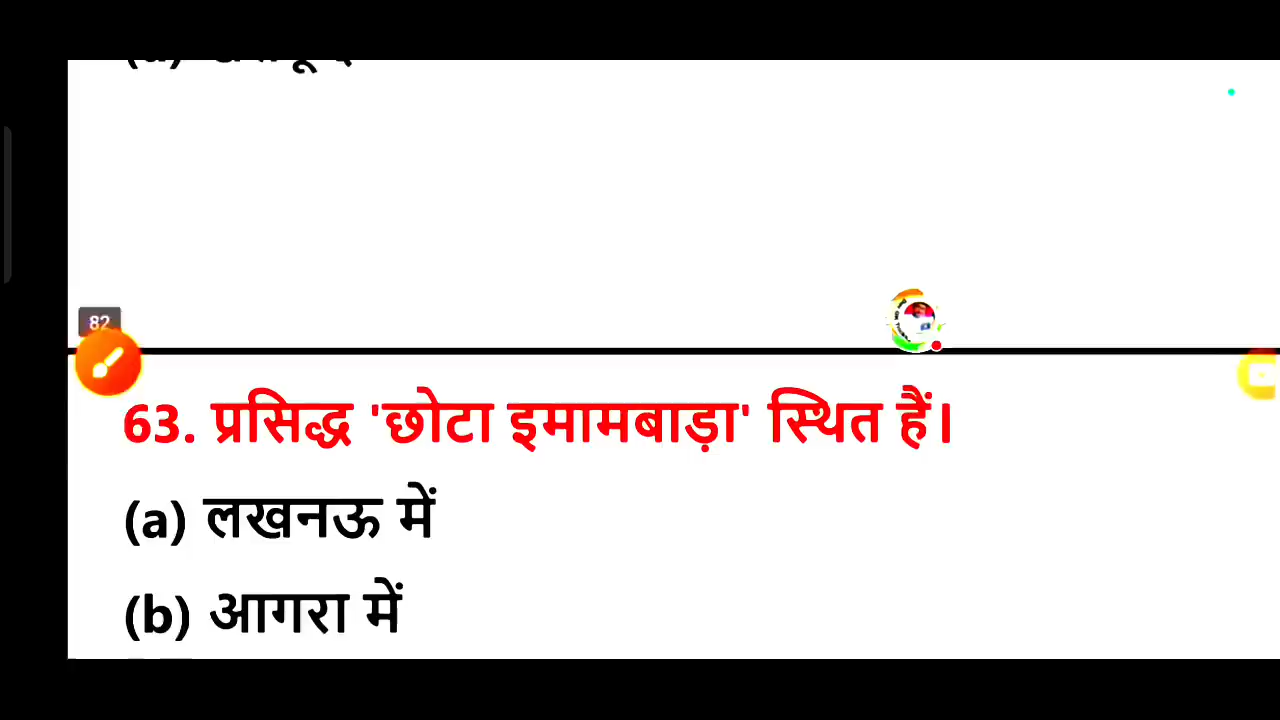 82
63. प्रसिद्ध 'छोटा इमामबाड़ा' स्थित हैं।
(a) लखनऊ में
(b) आगरा में